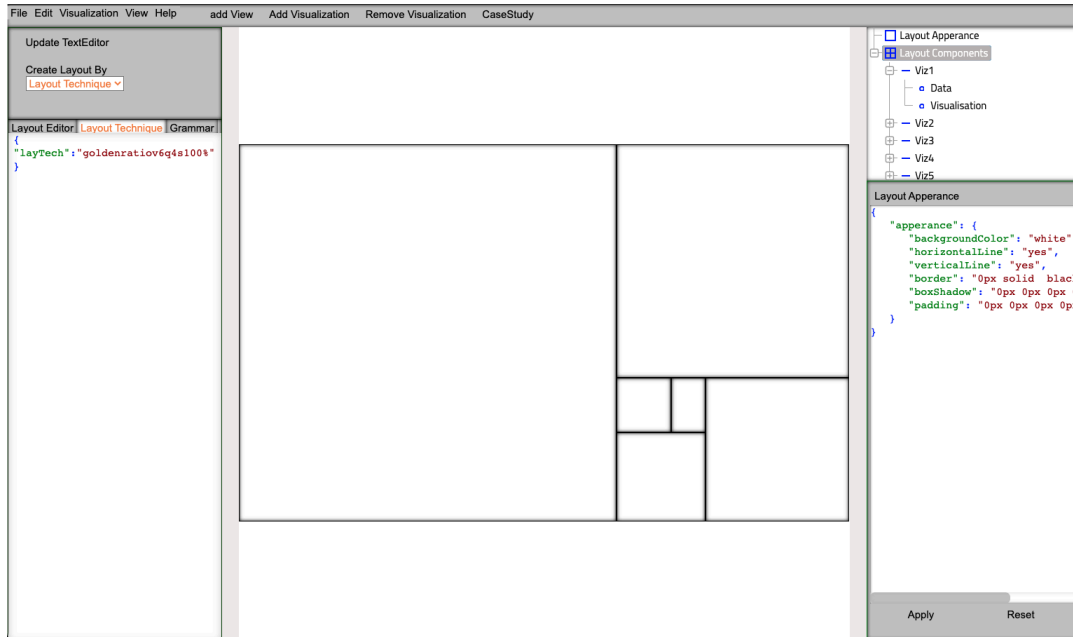 File Edit Visualization View Help add View Add Visualization Remove Visualization CaseStudy
Update TextEditor
Create Layout By
Layout Technique
Layout Editor Layout Technique Grammar
{
"layTech":"goldenratiov6q4s100%"
}
Layout Apperance
Layout Components
Viz1
Data
Visualisation
Viz2
Viz3
Viz4
Viz5
Layout Apperance
{
"apperance": {
"backgroundColor": "white"
"horizontalLine": "yes",
"verticalLine": "yes",
"border": "0px solid
"boxShadow": "0px 0px 0px
"padding": "0px 0px 0px
}
}
Apply Reset